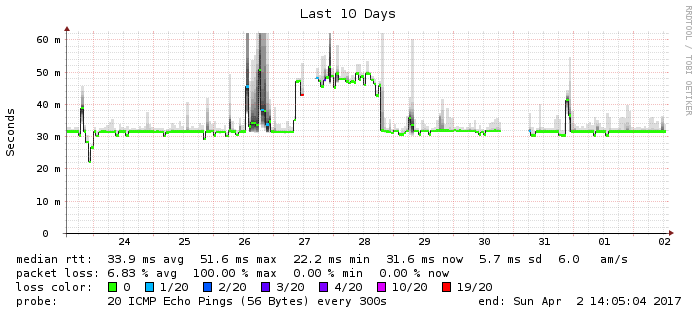 Last 10 Days
RRDTOOL / TOBI OETIKER
Seconds
60 m
50 m
40 m
30 m
20 m
10 m
0
24 25 26 27 28 29 30 31 01 02
median rtt: 33.9 ms avg 51.6 ms max 22.2 ms min 31.6 ms now 5.7 ms sd 6.0 am/s
packet loss: 6.83 % avg 100.00 % max 0.00 % min 0.00 % now
loss color: 0 1/20 2/20 3/20 4/20 10/20 19/20
probe: 20 ICMP Echo Pings (56 Bytes) every 300s end: Sun Apr 2 14:05:04 2017